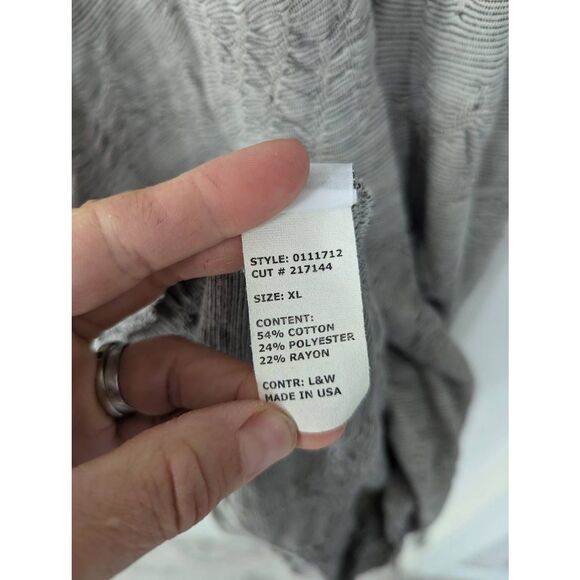 STYLE: 0111712
CUT # 217144
SIZE: XL
CONTENT:
54% COTTON
24% POLYESTER
22% RAYON
CONTR: L&W
MADE IN USA